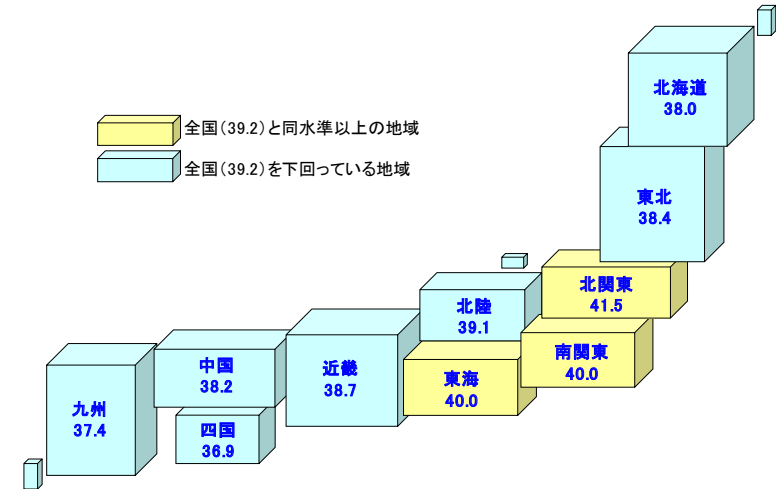 北海道
38.0
全国(39.2)と同水準以上の地域
全国(39.2)を下回っている地域
東北
38.4
北関東
41.5
北陸
39.1
南関東
40.0
中国
38.2
近畿
38.7
東海
40.0
九州
37.4
四国
36.9